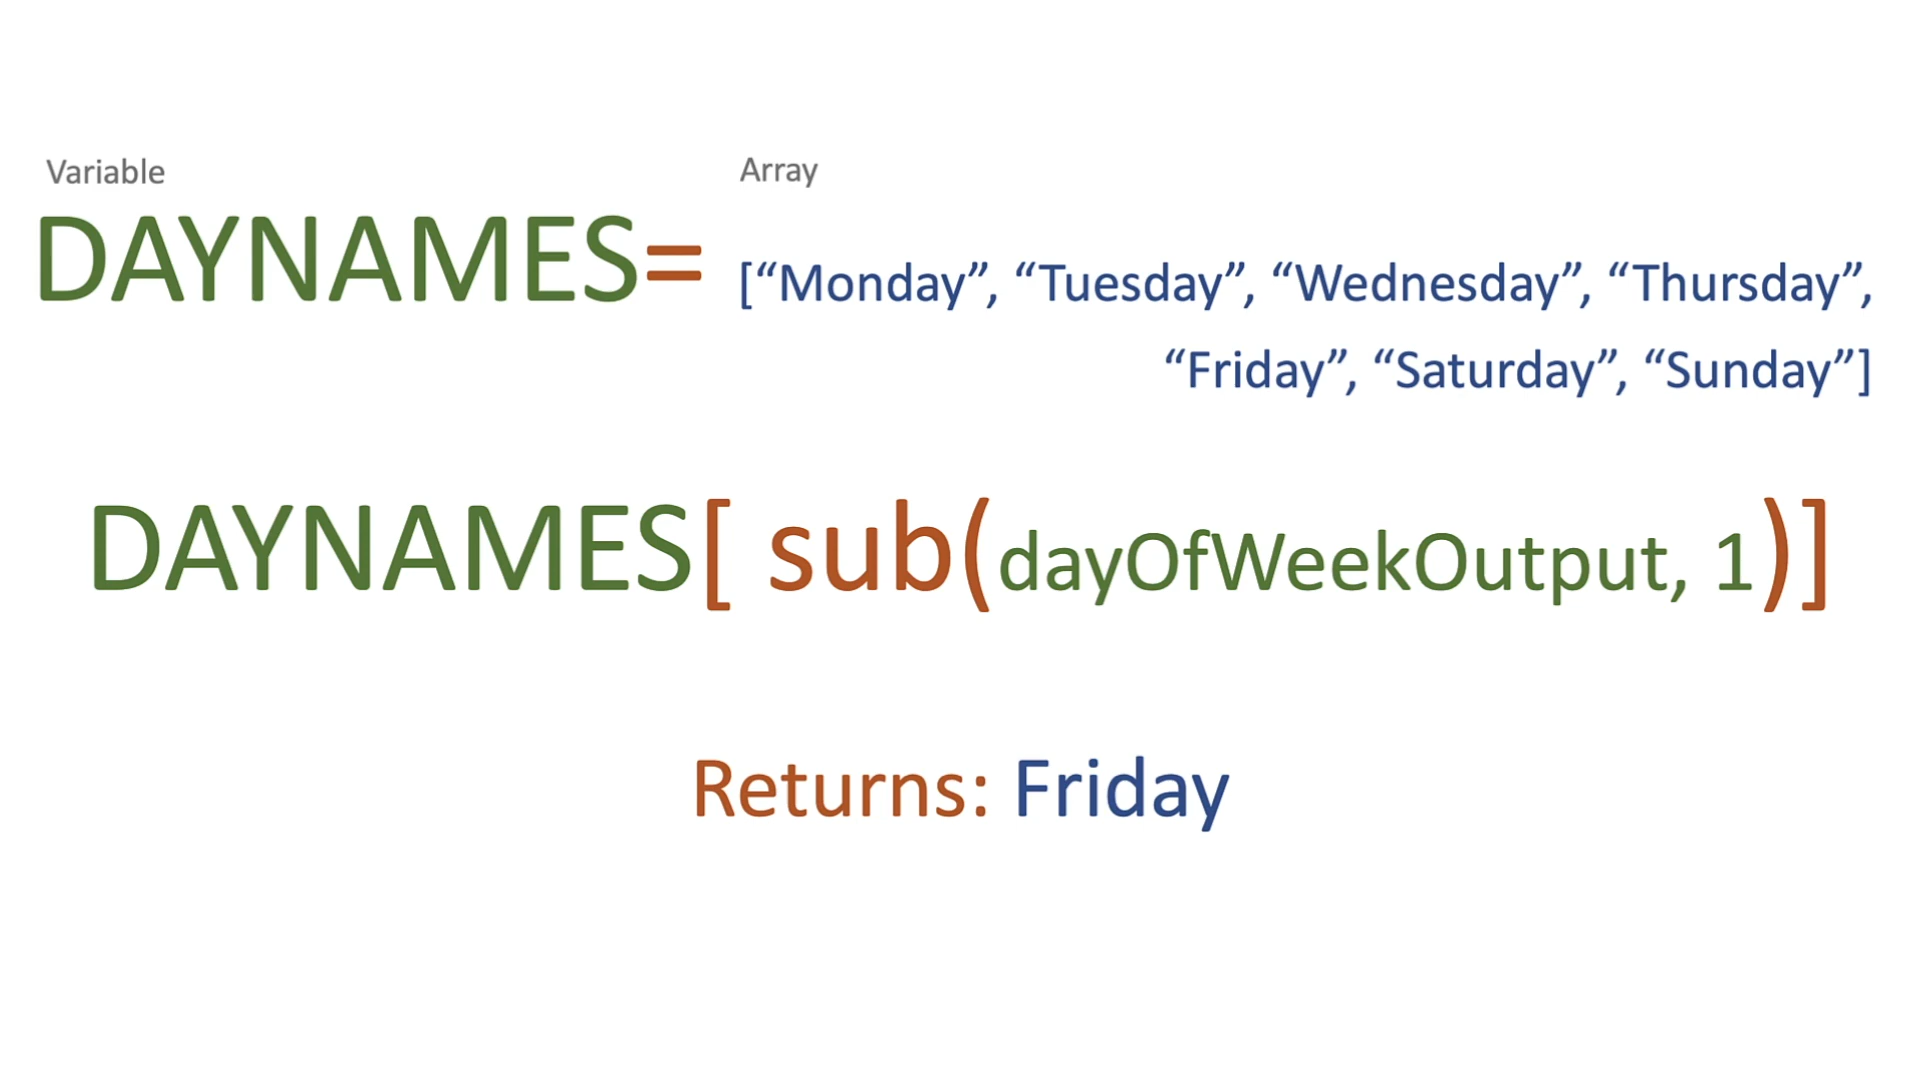 Variable
Array
DAYNAMES= [“Monday”, “Tuesday”, “Wednesday”, “Thursday”,
“Friday”, “Saturday”, “Sunday”]
DAYNAMES[ sub(dayOfWeekOutput, 1)]
Returns: Friday